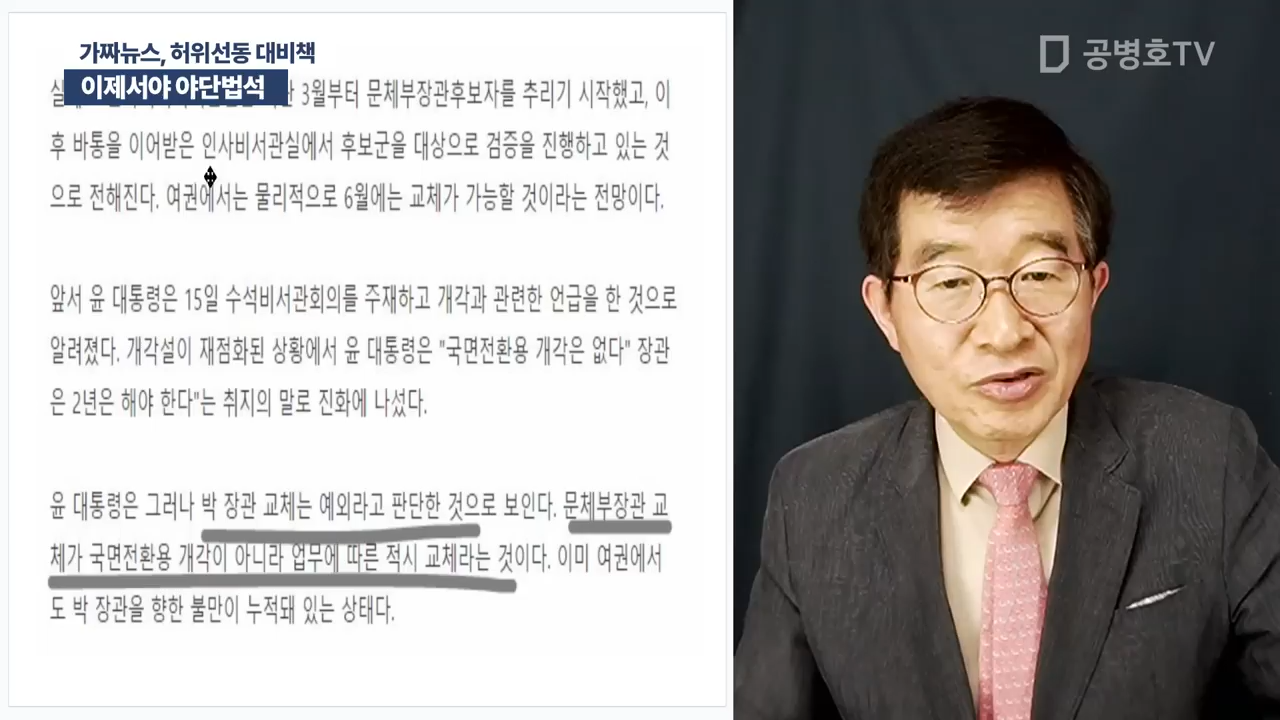 가짜뉴스, 허위선동 대비책
이제서야 야단법석
공병호TV
3월부터 문체부장관후보자를 추리기 시작했고, 이
후 바통을 이어받은 인사비서관실에서 후보군을 대상으로 검증을 진행하고 있는 것
으로 전해진다. 여권에서는 물리적으로 6월에는 교체가 가능할 것이라는 전망이다.
앞서 윤 대통령은 15일 수석비서관회의를 주재하고 개각과 관련한 언급을 한 것으로
알려졌다. 개각설이 재점화된 상황에서 윤 대통령은 "국면전환용 개각은 없다" 장관
은 2년은 해야 한다"는 취지의 말로 진화에 나섰다.
윤 대통령은 그러나 박 장관 교체는 예외라고 판단한 것으로 보인다. 문체부장관 교
체가 국면전환용 개각이 아니라 업무에 따른 적시 교체라는 것이다. 이미 여권에서
도 박 장관을 향한 불만이 누적돼 있는 상태다.